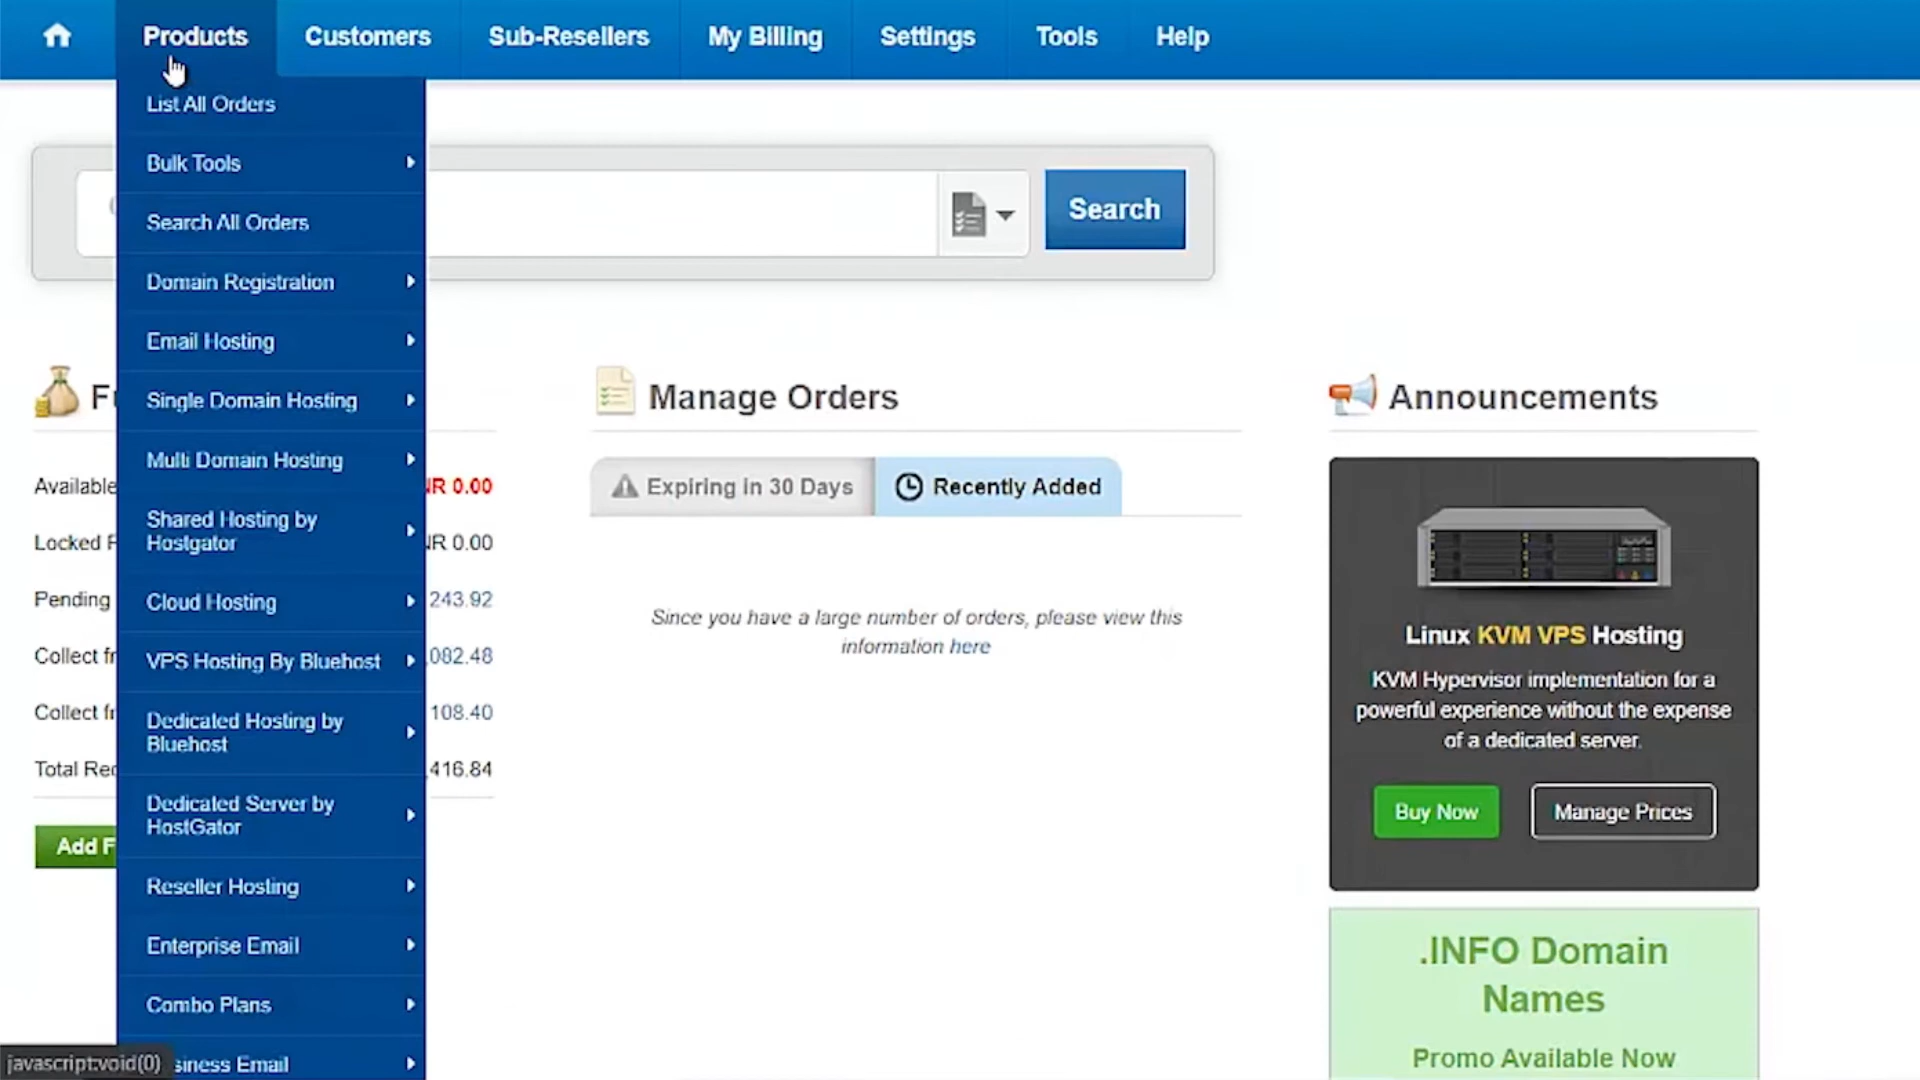 Products
Customers
Sub-Resellers
My Billing
Settings
Tools
Help
List All Orders
Bulk Tools
Search All Orders
Domain Registration
Email Hosting
Single Domain Hosting
Multi Domain Hosting
Shared Hosting by
Hostgator
Cloud Hosting
VPS Hosting By Bluehost
Dedicated Hosting by
Bluehost
Dedicated Server by
HostGator
Reseller Hosting
Enterprise Email
Combo Plans
siness Email
Search
Available
NR 0.00
Locked F
NR 0.00
Pending
243.92
Collect fr
082.48
Collect fr
108.40
Total Rec
416.84
Add F
Manage Orders
Expiring in 30 Days
Recently Added
Since you have a large number of orders, please view this
information here
Announcements
Linux KVM VPS Hosting
KVM Hypervisor implementation for a
powerful experience without the expense
of a dedicated server.
Buy Now
Manage Prices
.INFO Domain
Names
Promo Available Now
javascript:void(0)